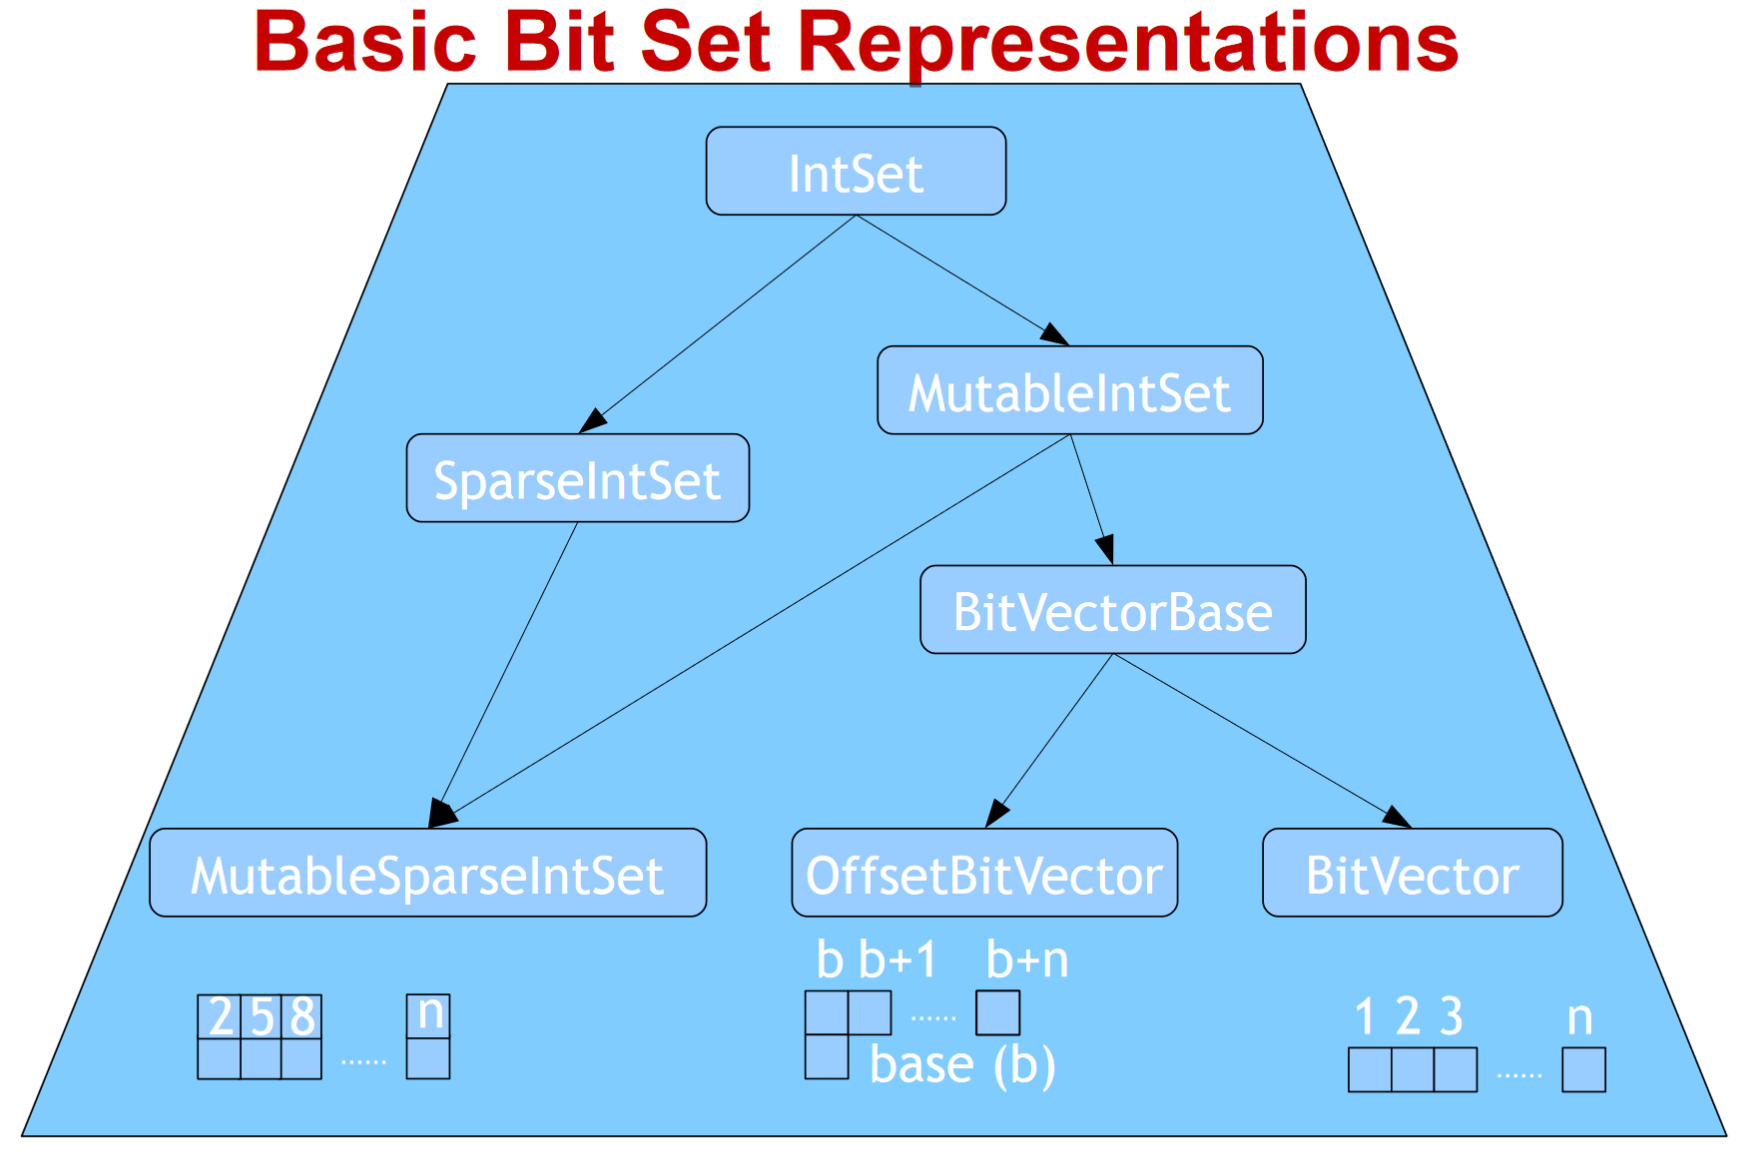 Basic Bit Set Representations
IntSet
MutableIntSet
SparseIntSet
BitVectorBase
MutableSparseIntSet
OffsetBitVector
BitVector
2 5 8 ...... n
b b+1 b+n
......
base (b)
1 2 3 n
......
......